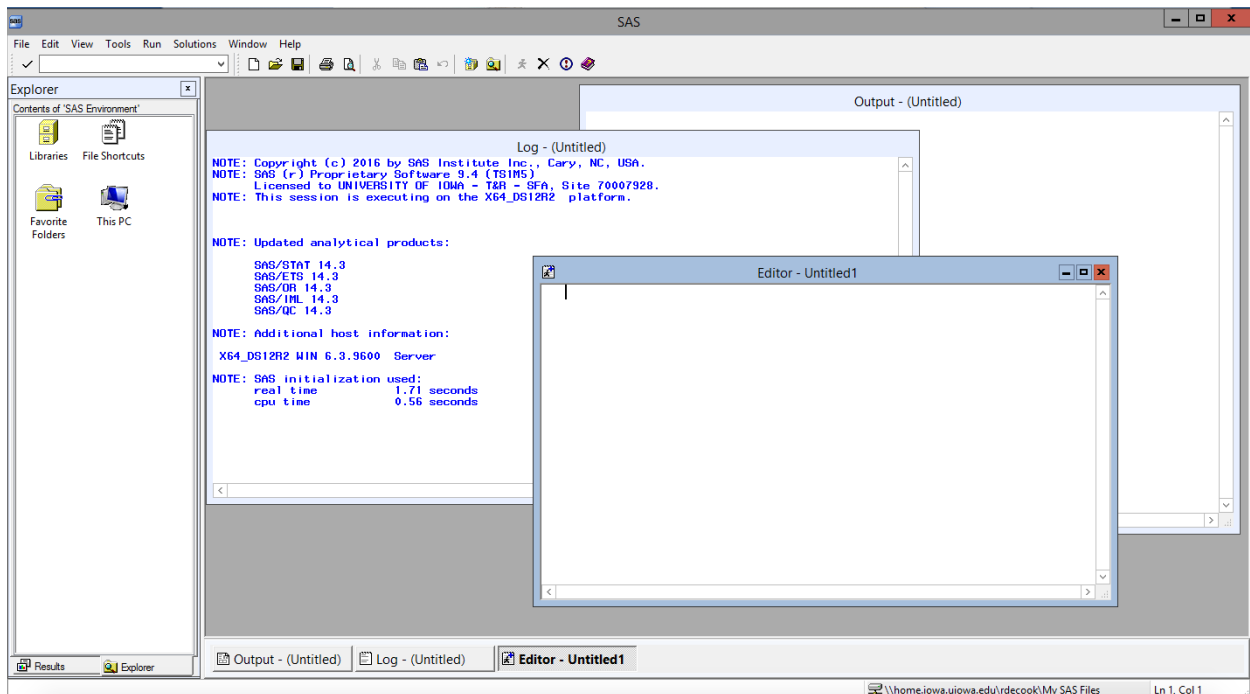 SAS
File Edit View Tools Run Solutions Window Help
Explorer
Contents of 'SAS Environment'
Libraries File Shortcuts
Favorite Folders This PC
Output - (Untitled)
Log - (Untitled)
NOTE: Copyright (c) 2016 by SAS Institute Inc., Cary, NC, USA.
NOTE: SAS (r) Proprietary Software 9.4 (TS1M5)
Licensed to UNIVERSITY OF IOWA - T&R - SFA, Site 70007928.
NOTE: This session is executing on the X64_DS12R2 platform.
NOTE: Updated analytical products:
SAS/STAT 14.3
SAS/ETS 14.3
SAS/OR 14.3
SAS/IML 14.3
SAS/QC 14.3
NOTE: Additional host information:
X64_DS12R2 WIN 6.3.9600 Server
NOTE: SAS initialization used:
real time 1.71 seconds
cpu time 0.56 seconds
Editor - Untitled1
Results Explorer
Output - (Untitled) Log - (Untitled) Editor - Untitled1
\\home.iowa.uiowa.edu\rdecook\My SAS Files Ln 1, Col 1